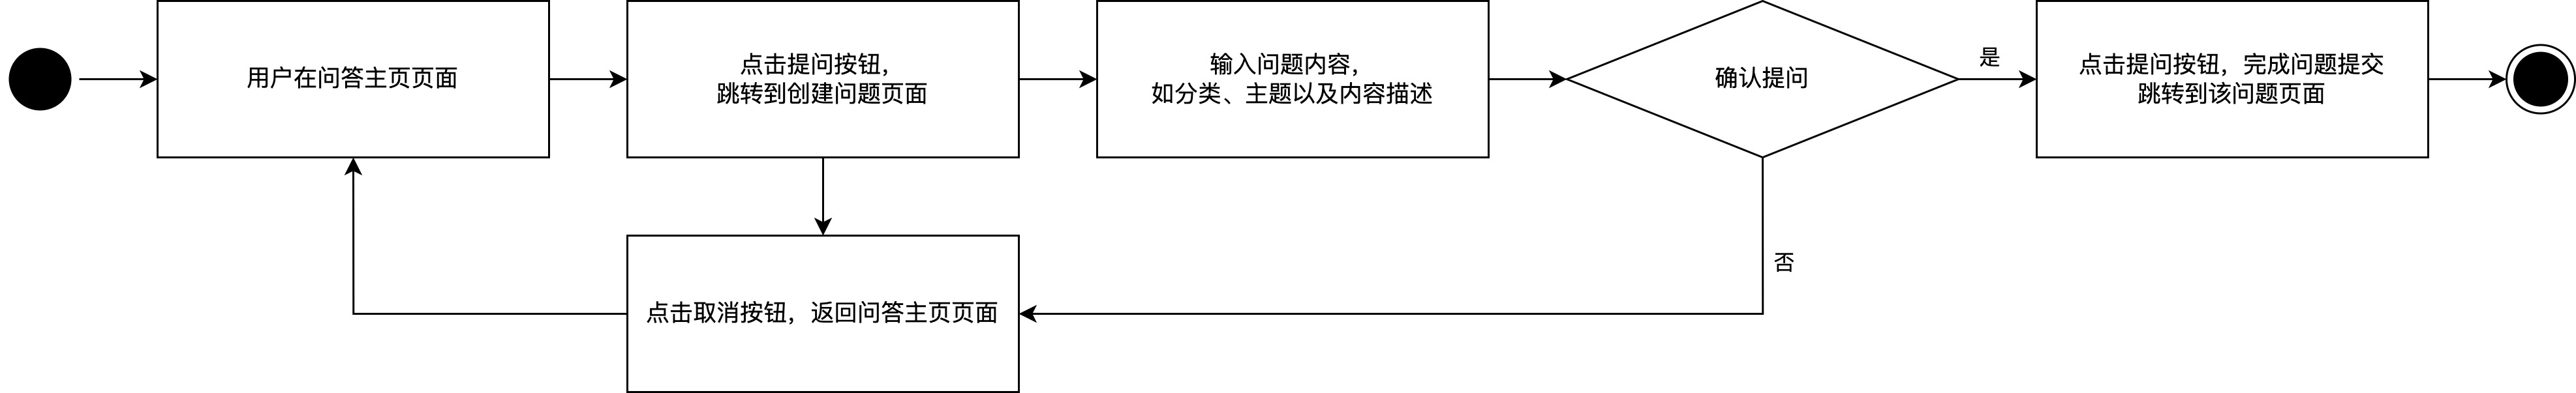 用户在问答主页页面
点击提问按钮，
跳转到创建问题页面
输入问题内容，
如分类、主题以及内容描述
确认提问
是
点击提问按钮，完成问题提交
跳转到该问题页面
否
点击取消按钮，返回问答主页页面